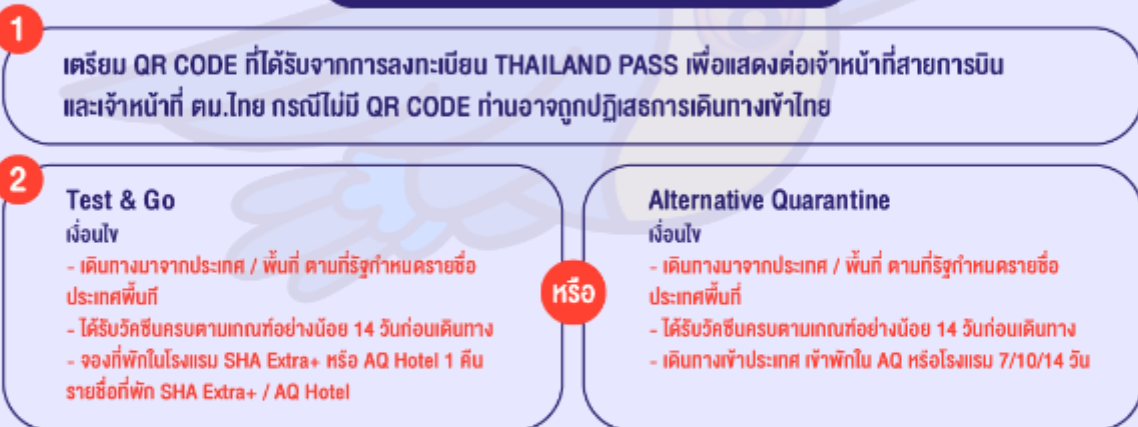 1
เตรียม QR CODE ที่ได้รับจากการลงทะเบียน THAILAND PASS เพื่อแสดงต่อเจ้าหน้าที่สายการบิน
และเจ้าหน้าที่ ตม.ไทย กรณีไม่มี QR CODE ท่านอาจถูกปฏิเสธการเดินทางเข้าไทย
2
Test & Go
เงื่อนไข
- เดินทางมาจากประเทศ / พื้นที่ ตามที่รัฐกำหนดรายชื่อ
ประเทศพื้นที่
- ได้รับวัคซีนครบตามเกณฑ์อย่างน้อย 14 วันก่อนเดินทาง
- จองที่พักในโรงแรม SHA Extra+ หรือ AQ Hotel 1 คืน
รายชื่อที่พัก SHA Extra+ / AQ Hotel
หรือ
Alternative Quarantine
เงื่อนไข
- เดินทางมาจากประเทศ / พื้นที่ ตามที่รัฐกำหนดรายชื่อ
ประเทศพื้นที่
- ได้รับวัคซีนครบตามเกณฑ์อย่างน้อย 14 วันก่อนเดินทาง
- เดินทางเข้าประเทศ เข้าพักใน AQ หรือโรงแรม 7/10/14 วัน